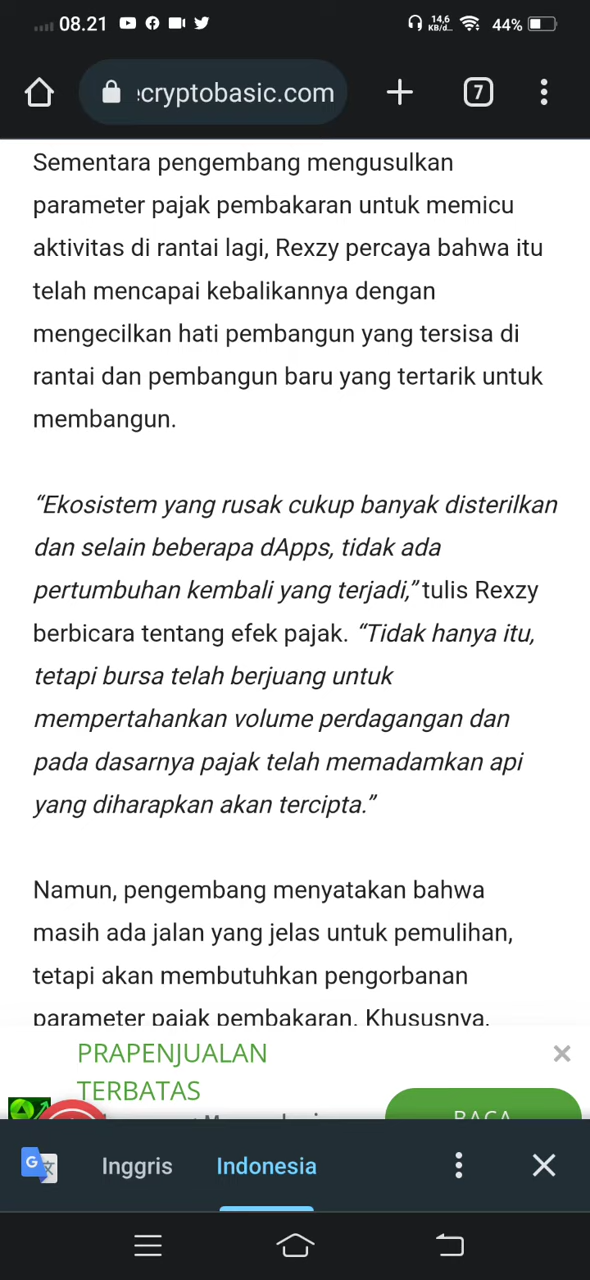 08.21
14,6
KB/d...
44%
:cryptobasic.com
7
Sementara pengembang mengusulkan
parameter pajak pembakaran untuk memicu
aktivitas di rantai lagi, Rexzy percaya bahwa itu
telah mencapai kebalikannya dengan
mengecilkan hati pembangun yang tersisa di
rantai dan pembangun baru yang tertarik untuk
membangun.
“Ekosistem yang rusak cukup banyak disterilkan
dan selain beberapa dApps, tidak ada
pertumbuhan kembali yang terjadi,” tulis Rexzy
berbicara tentang efek pajak. “Tidak hanya itu,
tetapi bursa telah berjuang untuk
mempertahankan volume perdagangan dan
pada dasarnya pajak telah memadamkan api
yang diharapkan akan tercipta.”
Namun, pengembang menyatakan bahwa
masih ada jalan yang jelas untuk pemulihan,
tetapi akan membutuhkan pengorbanan
parameter pajak pembakaran. Khususnya,
PRAPENJUALAN
TERBATAS
BACA
Inggris
Indonesia